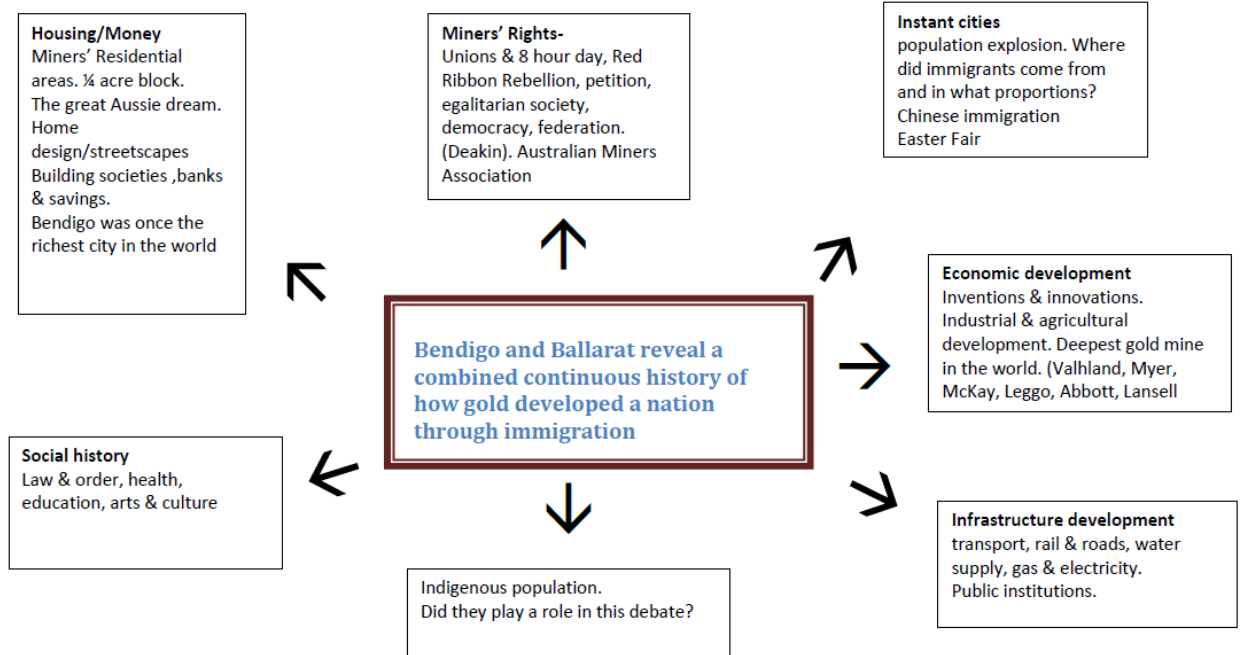 Housing/Money
Miners' Residential
areas. ¼ acre block.
The great Aussie dream.
Home
design/streetscapes
Building societies ,banks
& savings.
Bendigo was once the
richest city in the world
Miners' Rights-
Unions & 8 hour day, Red
Ribbon Rebellion, petition,
egalitarian society,
democracy, federation.
(Deakin). Australian Miners
Association
Instant cities
population explosion. Where
did immigrants come from
and in what proportions?
Chinese immigration
Easter Fair
Bendigo and Ballarat reveal a
combined continuous history of
how gold developed a nation
through immigration
Economic development
Inventions & innovations.
Industrial & agricultural
development. Deepest gold mine
in the world. (Valhland, Myer,
McKay, Leggo, Abbott, Lansell
Social history
Law & order, health,
education, arts & culture
Indigenous population.
Did they play a role in this debate?
Infrastructure development
transport, rail & roads, water
supply, gas & electricity.
Public institutions.